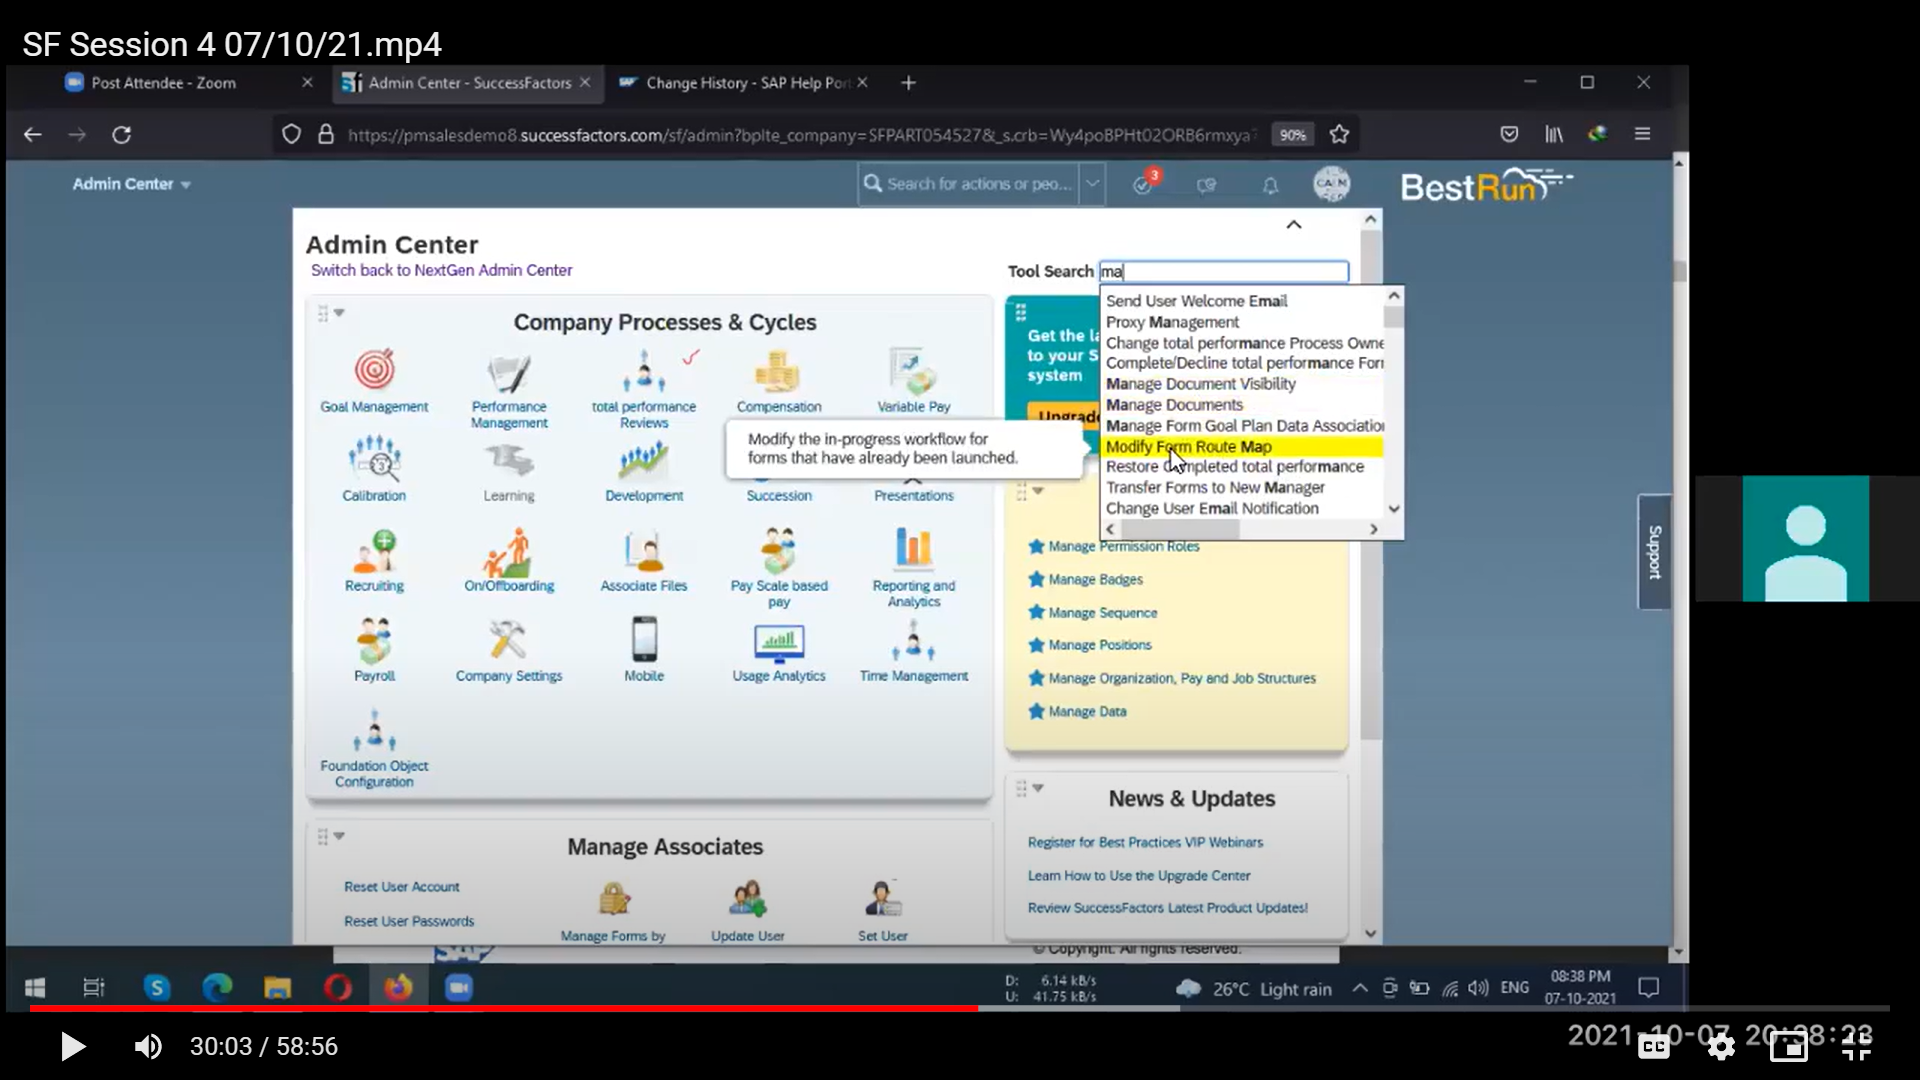 SF Session 4 07/10/21.mp4
Post Attendee - Zoom
Admin Center - SuccessFactors
Change History - SAP Help Port
https://pmsalesdemo8.successfactors.com/sf/admin?bplte_company=SFPART054527&_s.crb=Wy4poBPHt02ORB6rmxya
90%
Admin Center
Search for actions or peo...
3
BestRun
Admin Center
Switch back to NextGen Admin Center
Tool Search ma
Send User Welcome Email
Proxy Management
Change total performance Process Owne
Complete/Decline total performance For
Manage Document Visibility
Manage Documents
Manage Form Goal Plan Data Association
Modify Form Route Map
Restore Completed total performance
Transfer Forms to New Manager
Change User Email Notification
Modify the in-progress workflow for
forms that have already been launched.
Company Processes & Cycles
Goal Management
Performance
Management
total performance
Reviews
Compensation
Variable Pay
Calibration
Learning
Development
Succession
Presentations
Recruiting
On/Offboarding
Associate Files
Pay Scale based
pay
Reporting and
Analytics
Payroll
Company Settings
Mobile
Usage Analytics
Time Management
Foundation Object
Configuration
Get the la
to your S
system
Upgrade
Manage Permission Roles
Manage Badges
Manage Sequence
Manage Positions
Manage Organization, Pay and Job Structures
Manage Data
News & Updates
Register for Best Practices VIP Webinars
Learn How to Use the Upgrade Center
Review SuccessFactors Latest Product Updates!
Manage Associates
Reset User Account
Reset User Passwords
Manage Forms by
Update User
Set User
Support
© Copyright. All rights reserved.
D: 6.14 kB/s
U: 41.75 kB/s
26°C Light rain
ENG
08:38 PM
07-10-2021
2021-10-07 20:38:23
30:03 / 58:56
CC